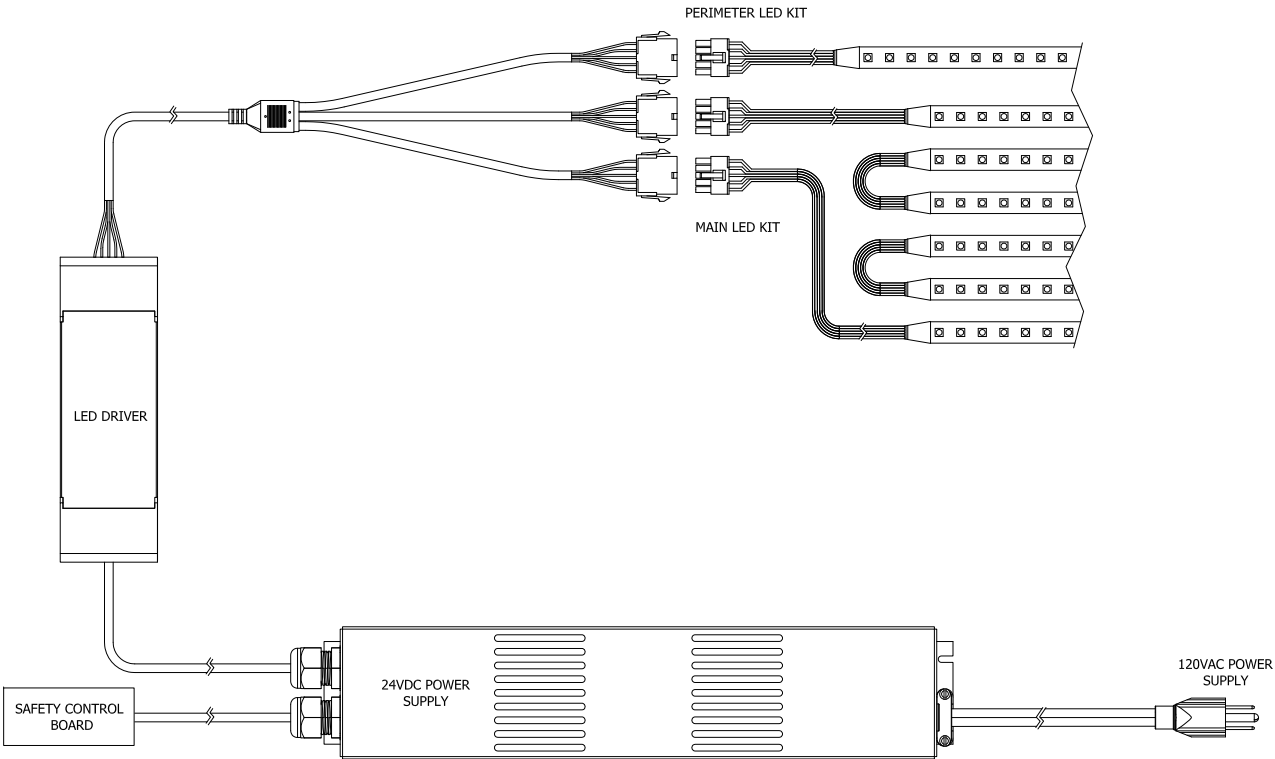 PERIMETER LED KIT
MAIN LED KIT
LED DRIVER
24VDC POWER
SUPPLY
120VAC POWER
SUPPLY
SAFETY CONTROL
BOARD